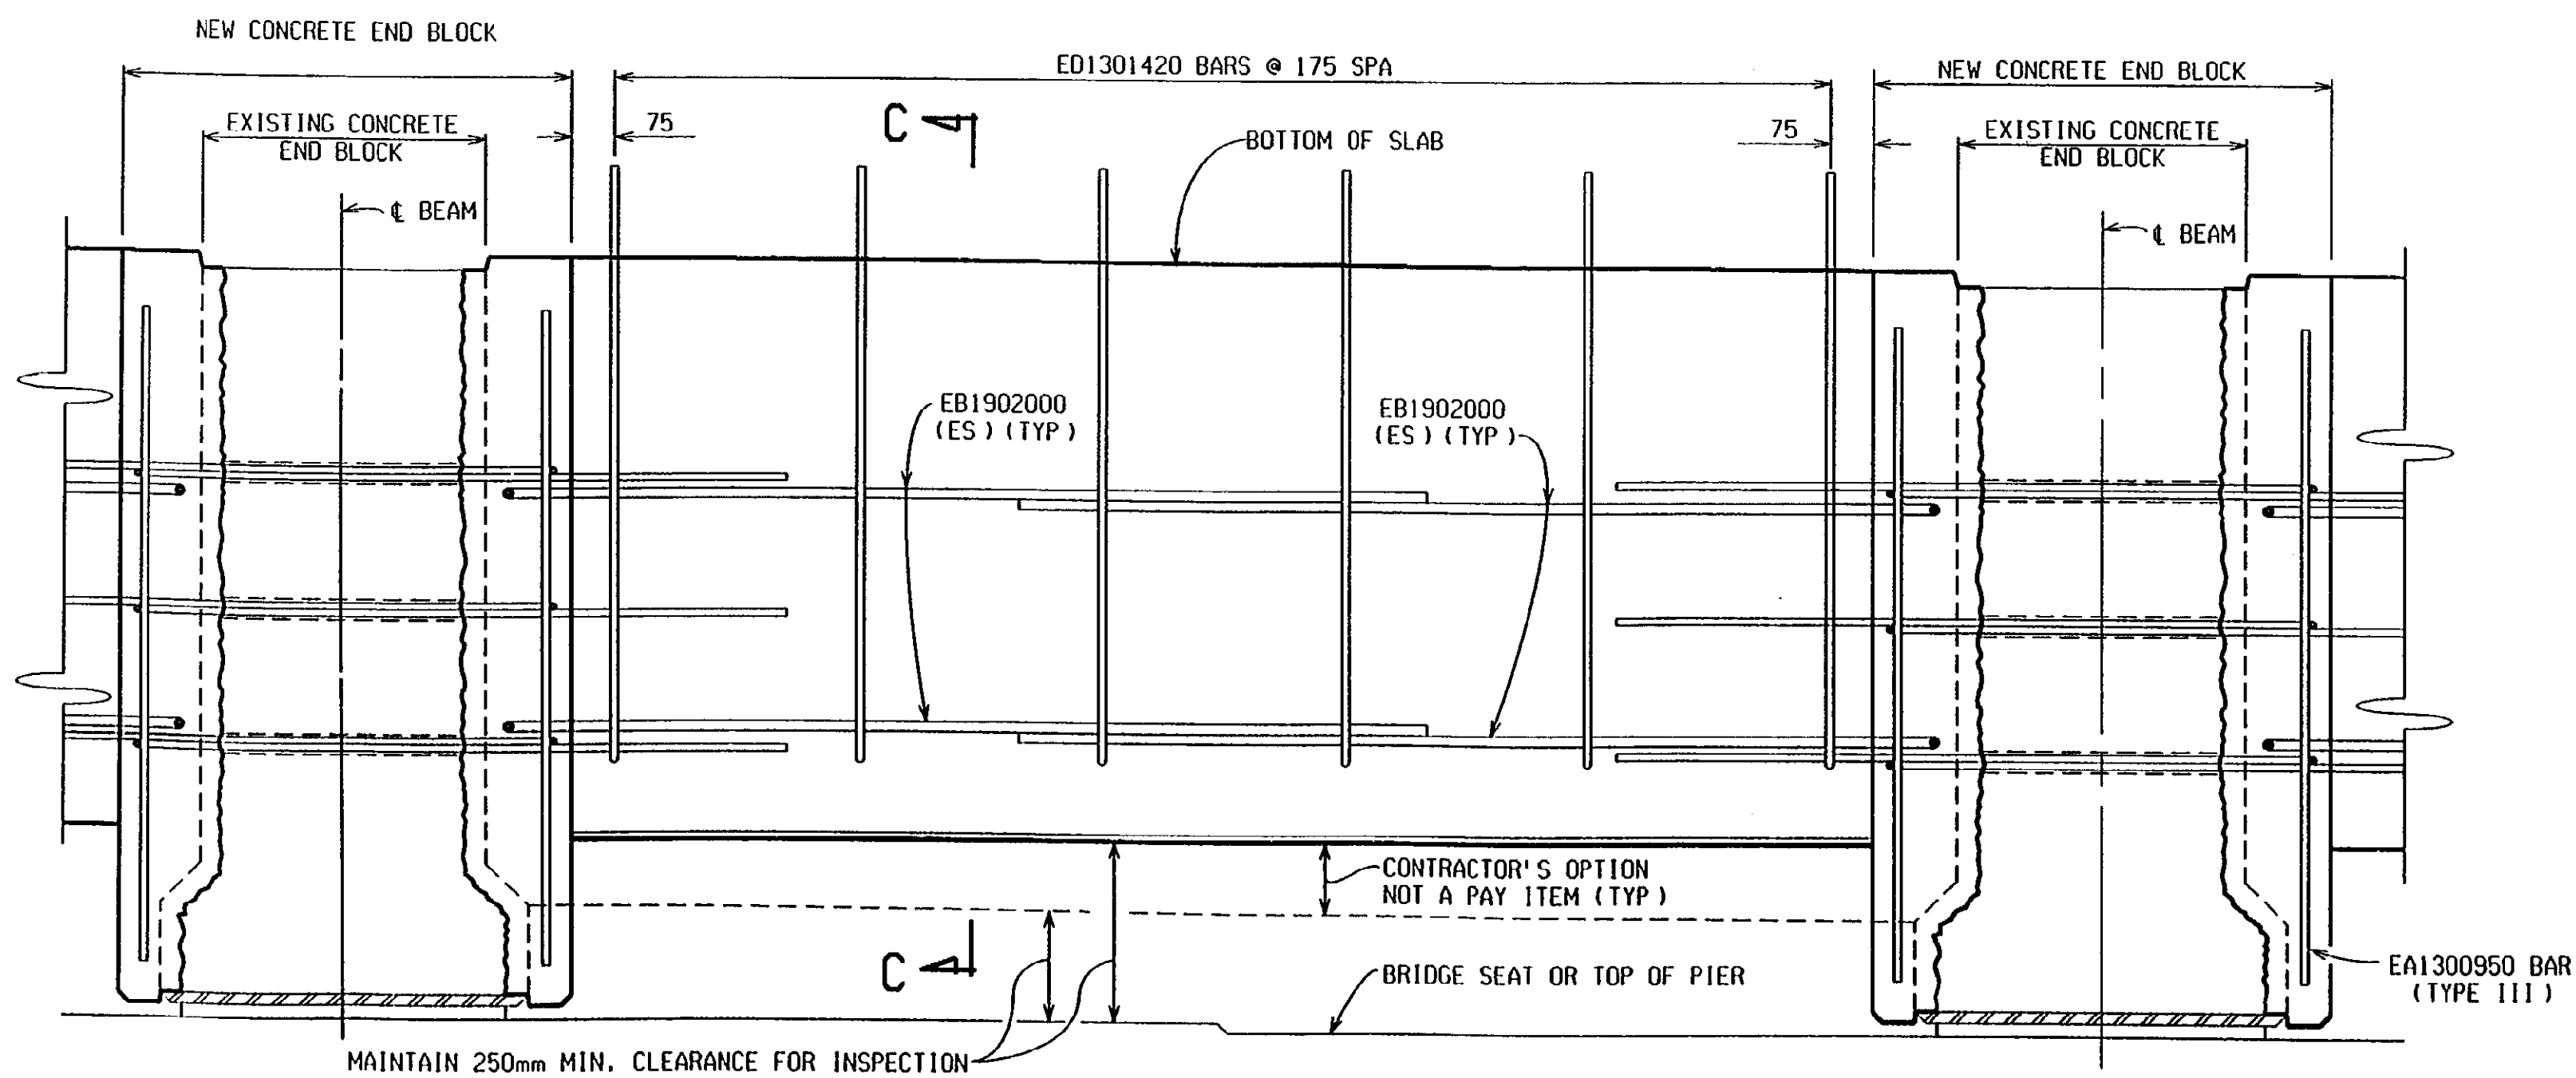 NEW CONCRETE END BLOCK
ED1301420 BARS @ 175 SPA
NEW CONCRETE END BLOCK
EXISTING CONCRETE
END BLOCK
75
C
BOTTOM OF SLAB
75
EXISTING CONCRETE
END BLOCK
℄ BEAM
℄ BEAM
EB1902000
(ES) (TYP)
EB1902000
(ES) (TYP)
CONTRACTOR'S OPTION
NOT A PAY ITEM (TYP)
C
BRIDGE SEAT OR TOP OF PIER
EA1300950 BAR
(TYPE III)
MAINTAIN 250mm MIN. CLEARANCE FOR INSPECTION